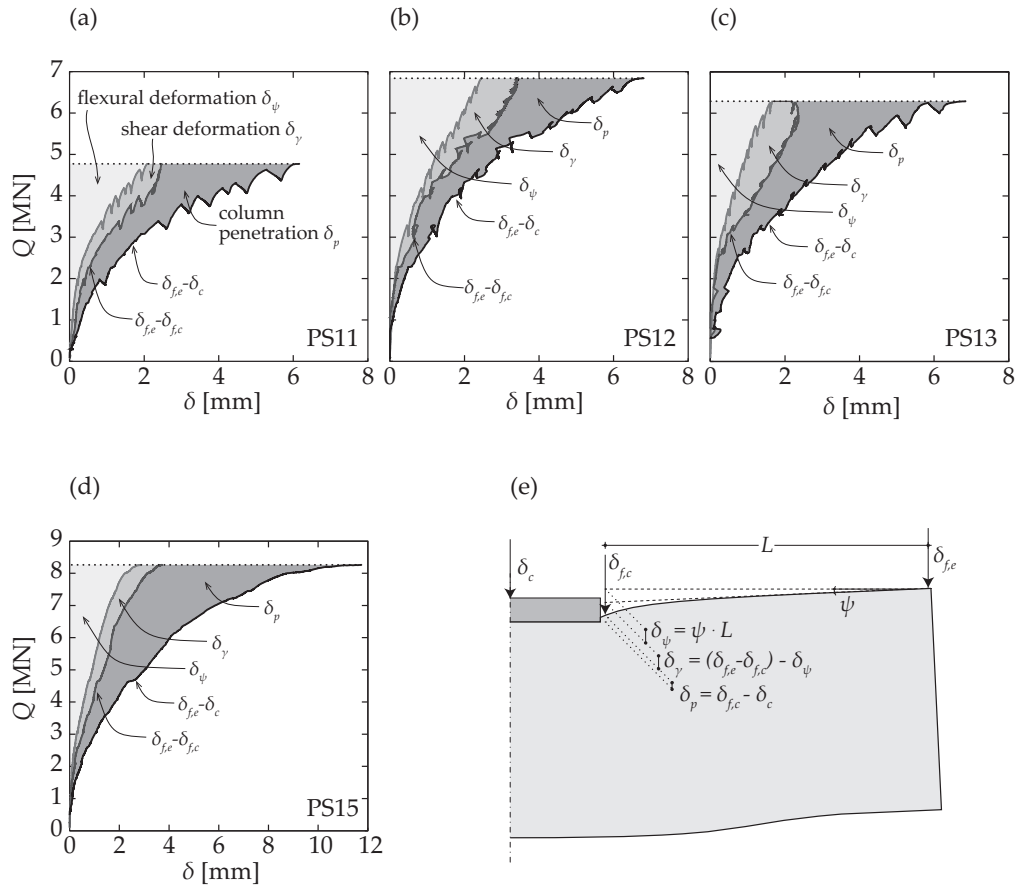 (a)
(b)
(c)
7
6
5
4
3
2
1
0
Q [MN]
flexural deformation δψ
shear deformation δγ
column
penetration δp
δf,e-δc
δf,e-δf,c
PS11
0 2 4 6 8
δ [mm]
δp
δγ
δψ
δf,e-δc
δf,e-δf,c
PS12
0 2 4 6 8
δ [mm]
δp
δγ
δψ
δf,e-δc
δf,e-δf,c
PS13
0 2 4 6 8
δ [mm]
(d)
(e)
9
8
7
6
5
4
3
2
1
0
Q [MN]
δp
δγ
δψ
δf,e-δc
δf,e-δf,c
PS15
0 2 4 6 8 10 12
δ [mm]
L
δc
δf,c
δf,e
ψ
δψ = ψ · L
δγ = (δf,e-δf,c) - δψ
δp = δf,c - δc